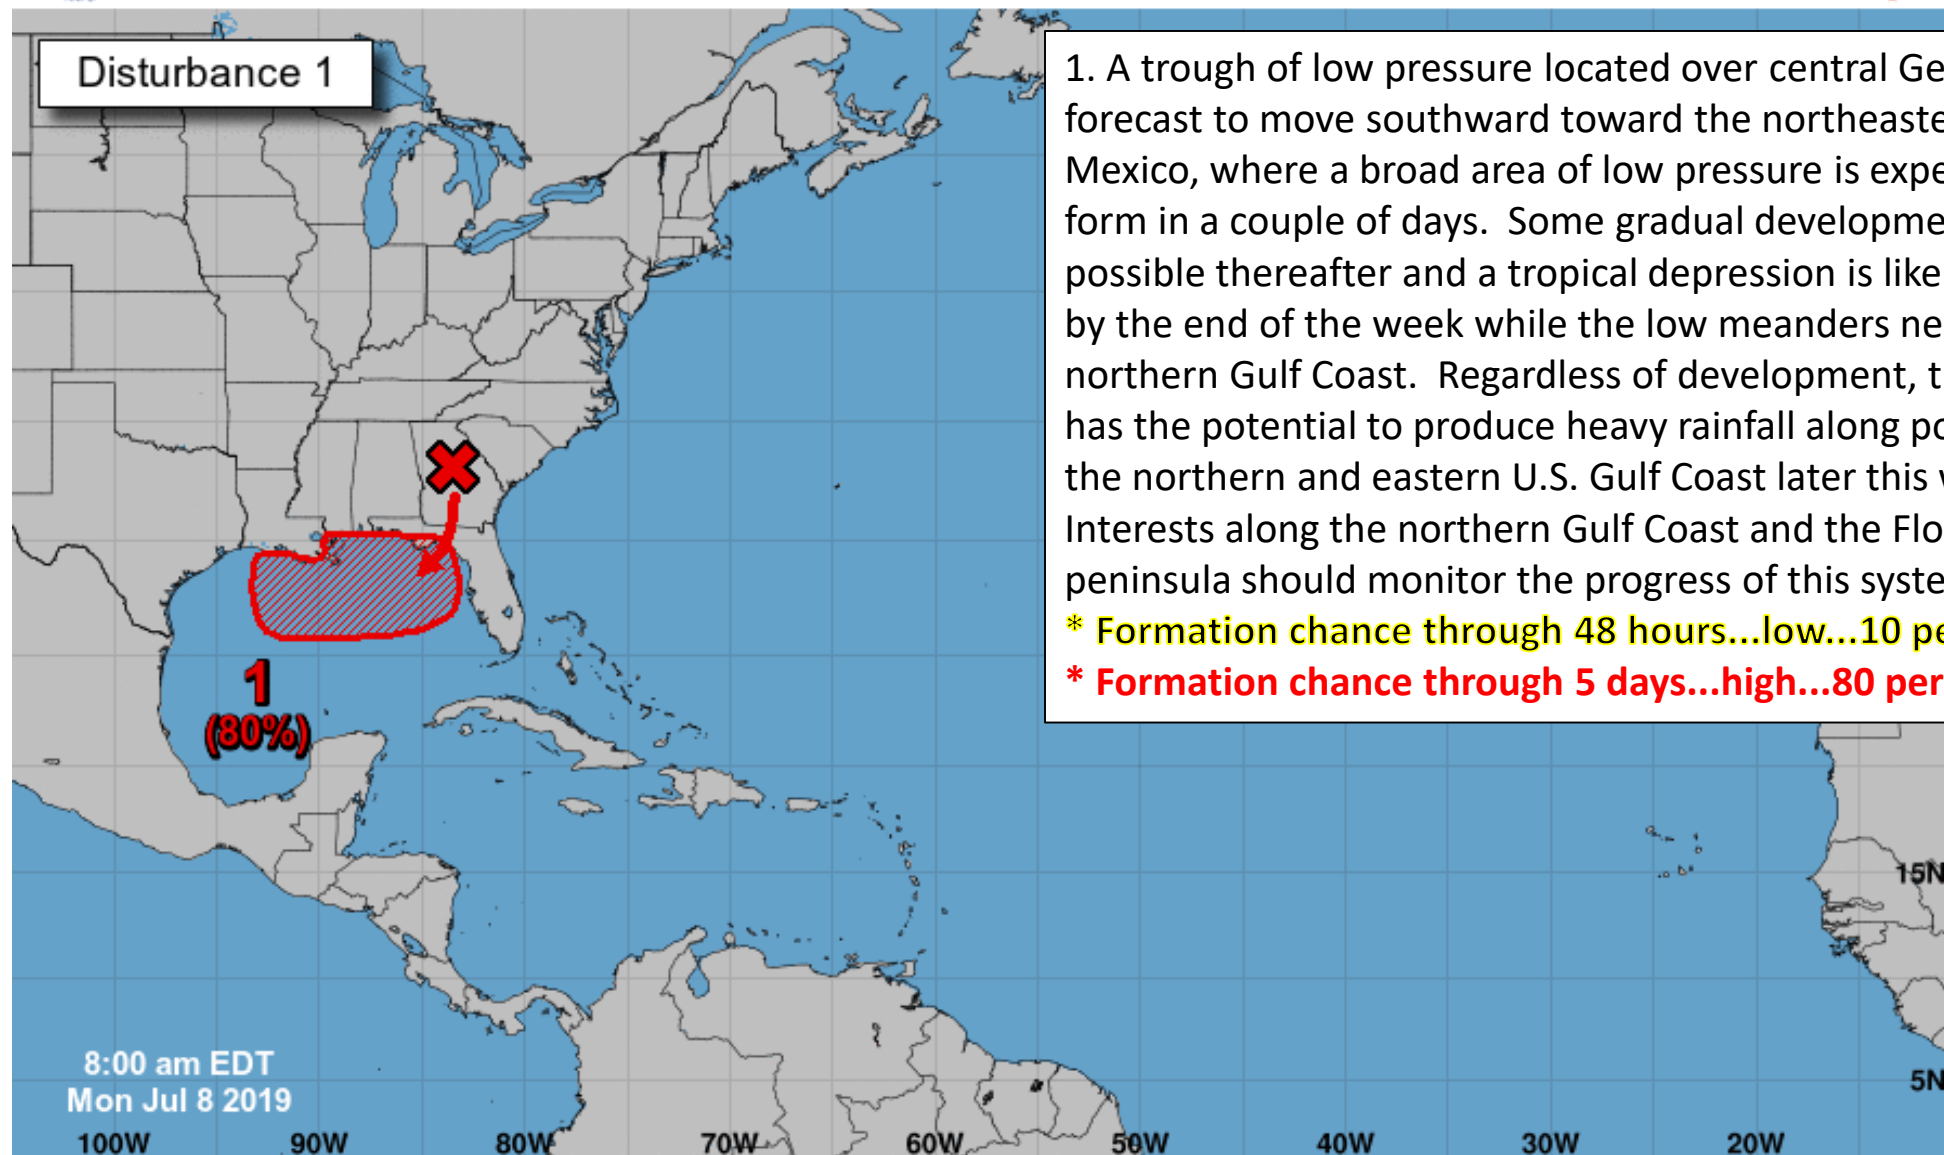 Disturbance 1
1. A trough of low pressure located over central Ge
forecast to move southward toward the northeaste
Mexico, where a broad area of low pressure is expe
form in a couple of days.  Some gradual developme
possible thereafter and a tropical depression is like
by the end of the week while the low meanders ne
northern Gulf Coast.  Regardless of development, t
has the potential to produce heavy rainfall along po
the northern and eastern U.S. Gulf Coast later this w
Interests along the northern Gulf Coast and the Flo
peninsula should monitor the progress of this syste
* Formation chance through 48 hours...low...10 pe
* Formation chance through 5 days...high...80 per
1
(80%)
15N
5N
8:00 am EDT
Mon Jul 8 2019
100W 90W 80W 70W 60W 50W 40W 30W 20W